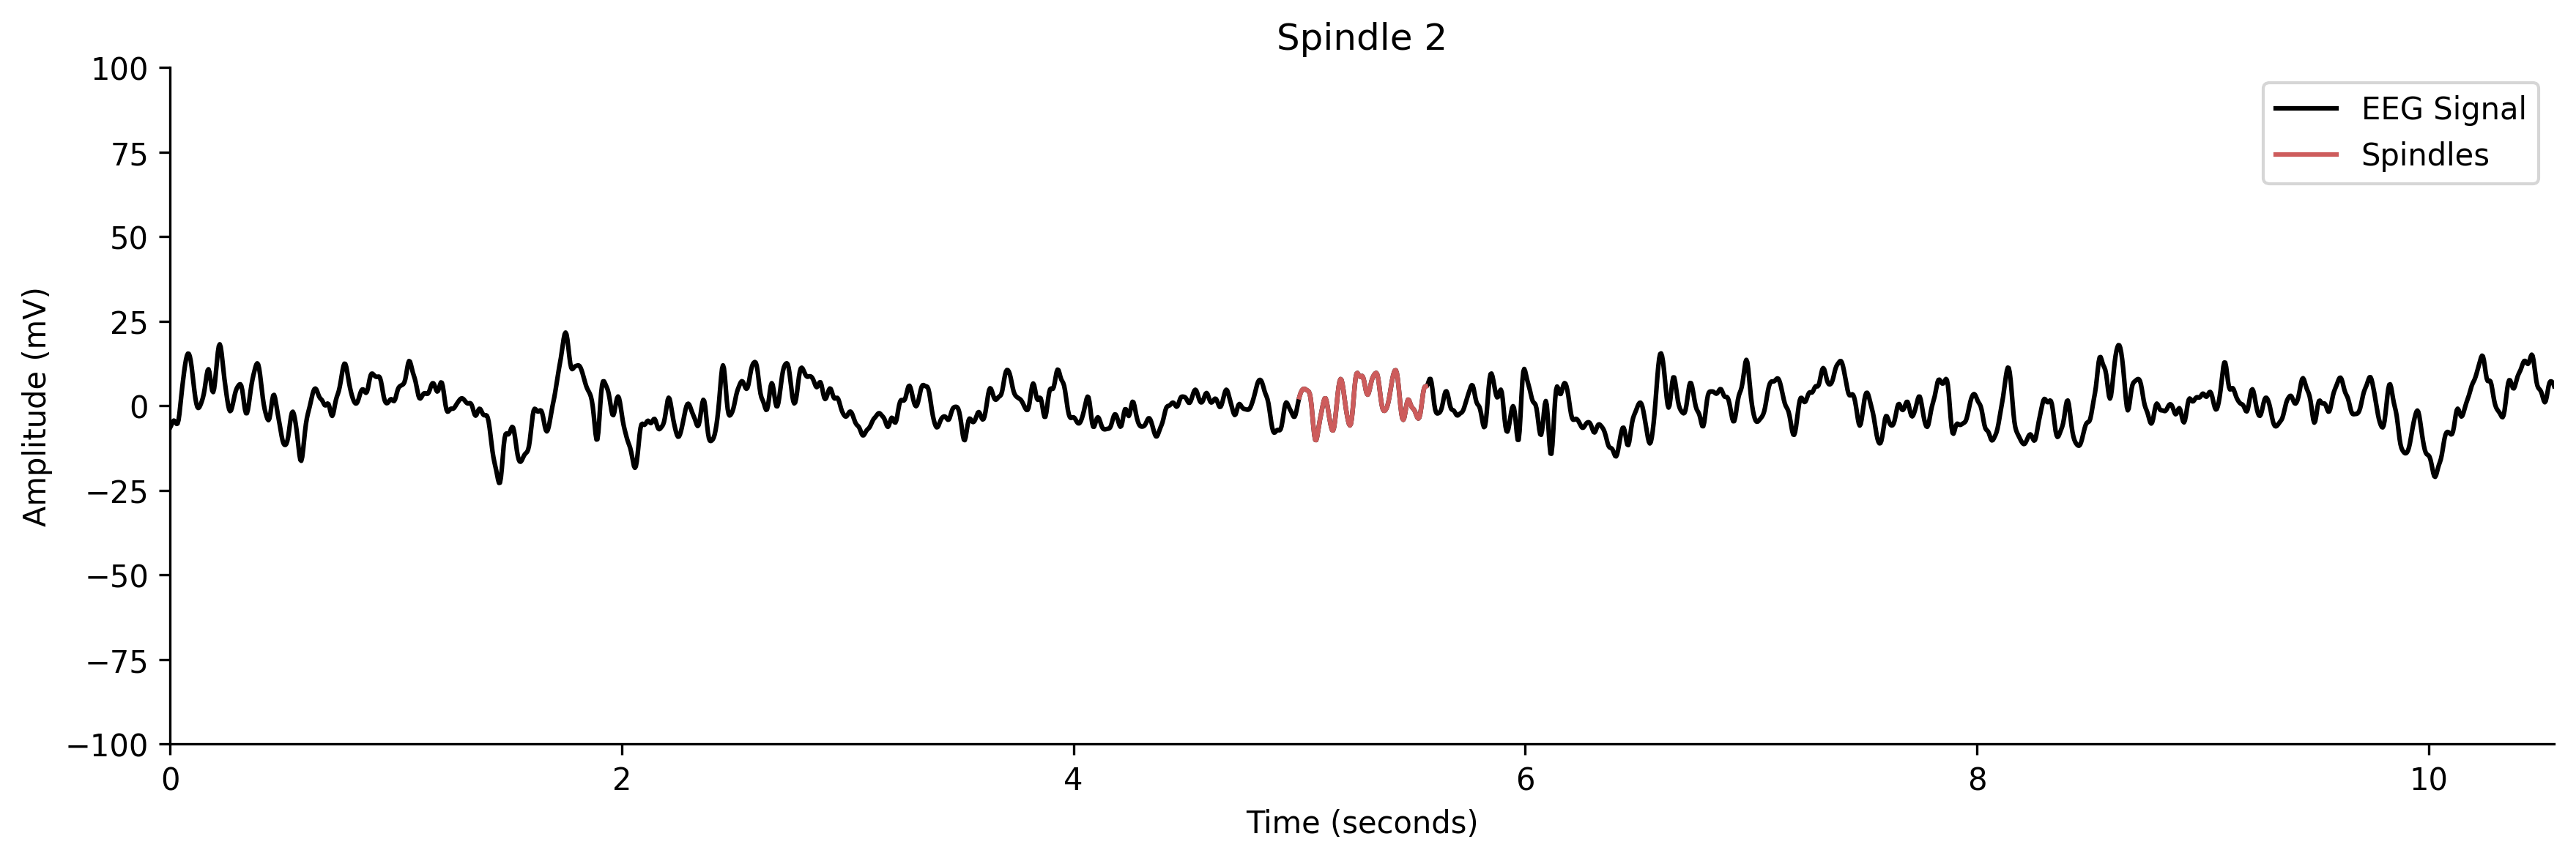 Spindle 2
100
75
50
25
0
−25
−50
−75
−100
Amplitude (mV)
EEG Signal
Spindles
0 2 4 6 8 10
Time (seconds)